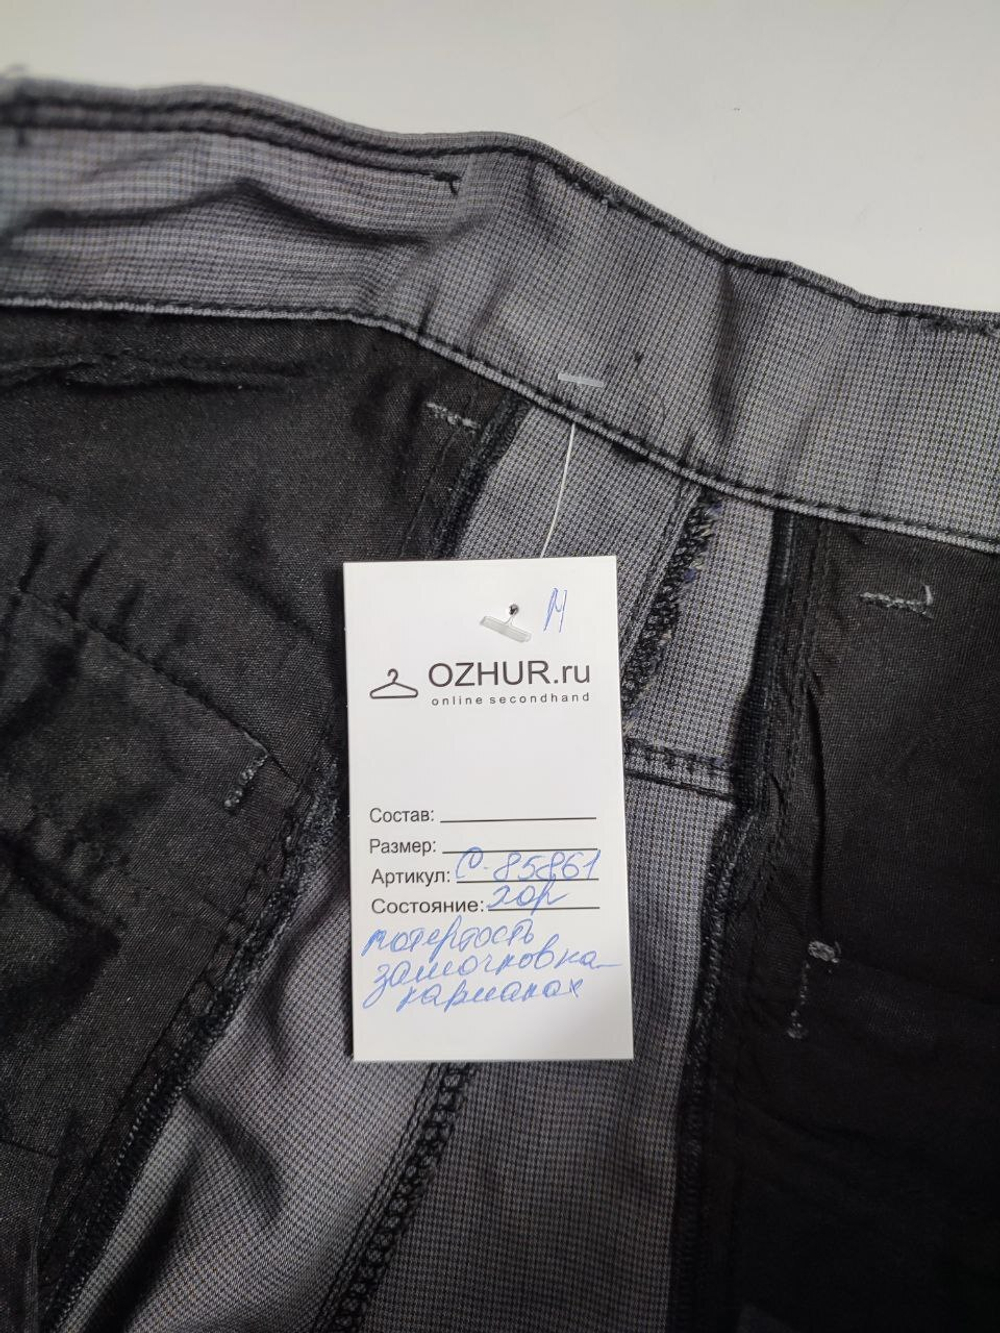 М
OZHUR.ru
online secondhand
Состав:
Размер:
Артикул: С-85861
Состояние: хор
потертость
замочковка
карманах